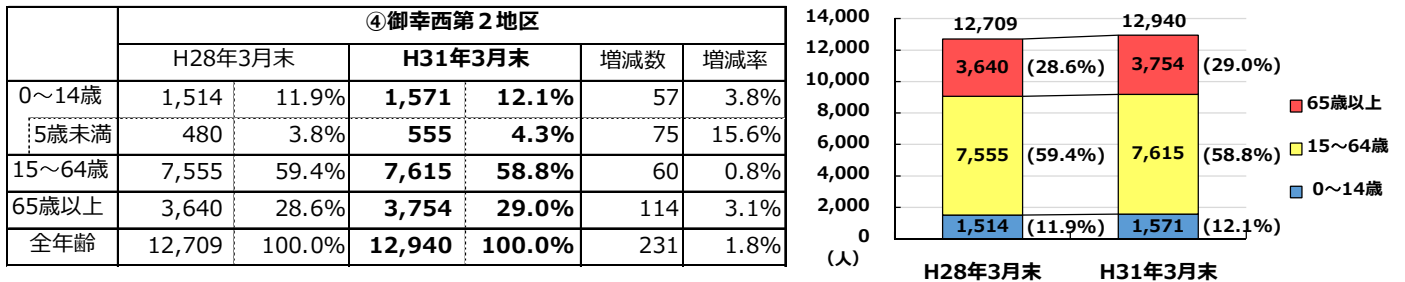 ④御幸西第２地区
H28年3月末 H31年3月末 増減数 増減率
0～14歳 1,514 11.9% 1,571 12.1% 57 3.8%
5歳未満 480 3.8% 555 4.3% 75 15.6%
15～64歳 7,555 59.4% 7,615 58.8% 60 0.8%
65歳以上 3,640 28.6% 3,754 29.0% 114 3.1%
全年齢 12,709 100.0% 12,940 100.0% 231 1.8%
14,000
12,000
10,000
8,000
6,000
4,000
2,000
0
（人）
12,709 12,940
3,640 (28.6%) 3,754 (29.0%)
7,555 (59.4%) 7,615 (58.8%)
1,514 (11.9%) 1,571 (12.1%)
H28年3月末 H31年3月末
65歳以上
15～64歳
0～14歳